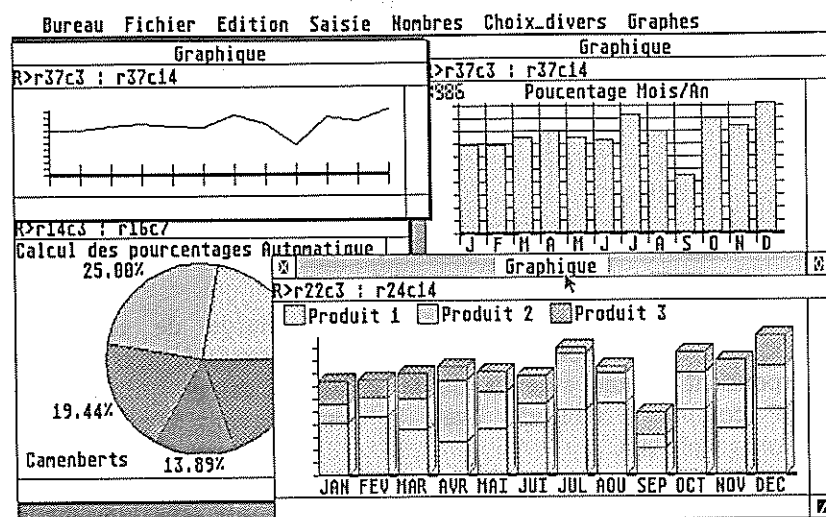 Bureau Fichier Edition Saisie Nombres Choix_divers Graphes
Graphique
R>r37c3 : r37c14
Graphique
>r37c3 : r37c14
Poucentage Mois/An
J F M A M J J A S O N D
R>r14c3 : r16c7
Calcul des pourcentages Automatique
25.00%
19.44%
13.89%
Camenberts
Graphique
R>r22c3 : r24c14
Produit 1 Produit 2 Produit 3
JAN FEV MAR AVR MAI JUI JUL AOU SEP OCT NOV DEC